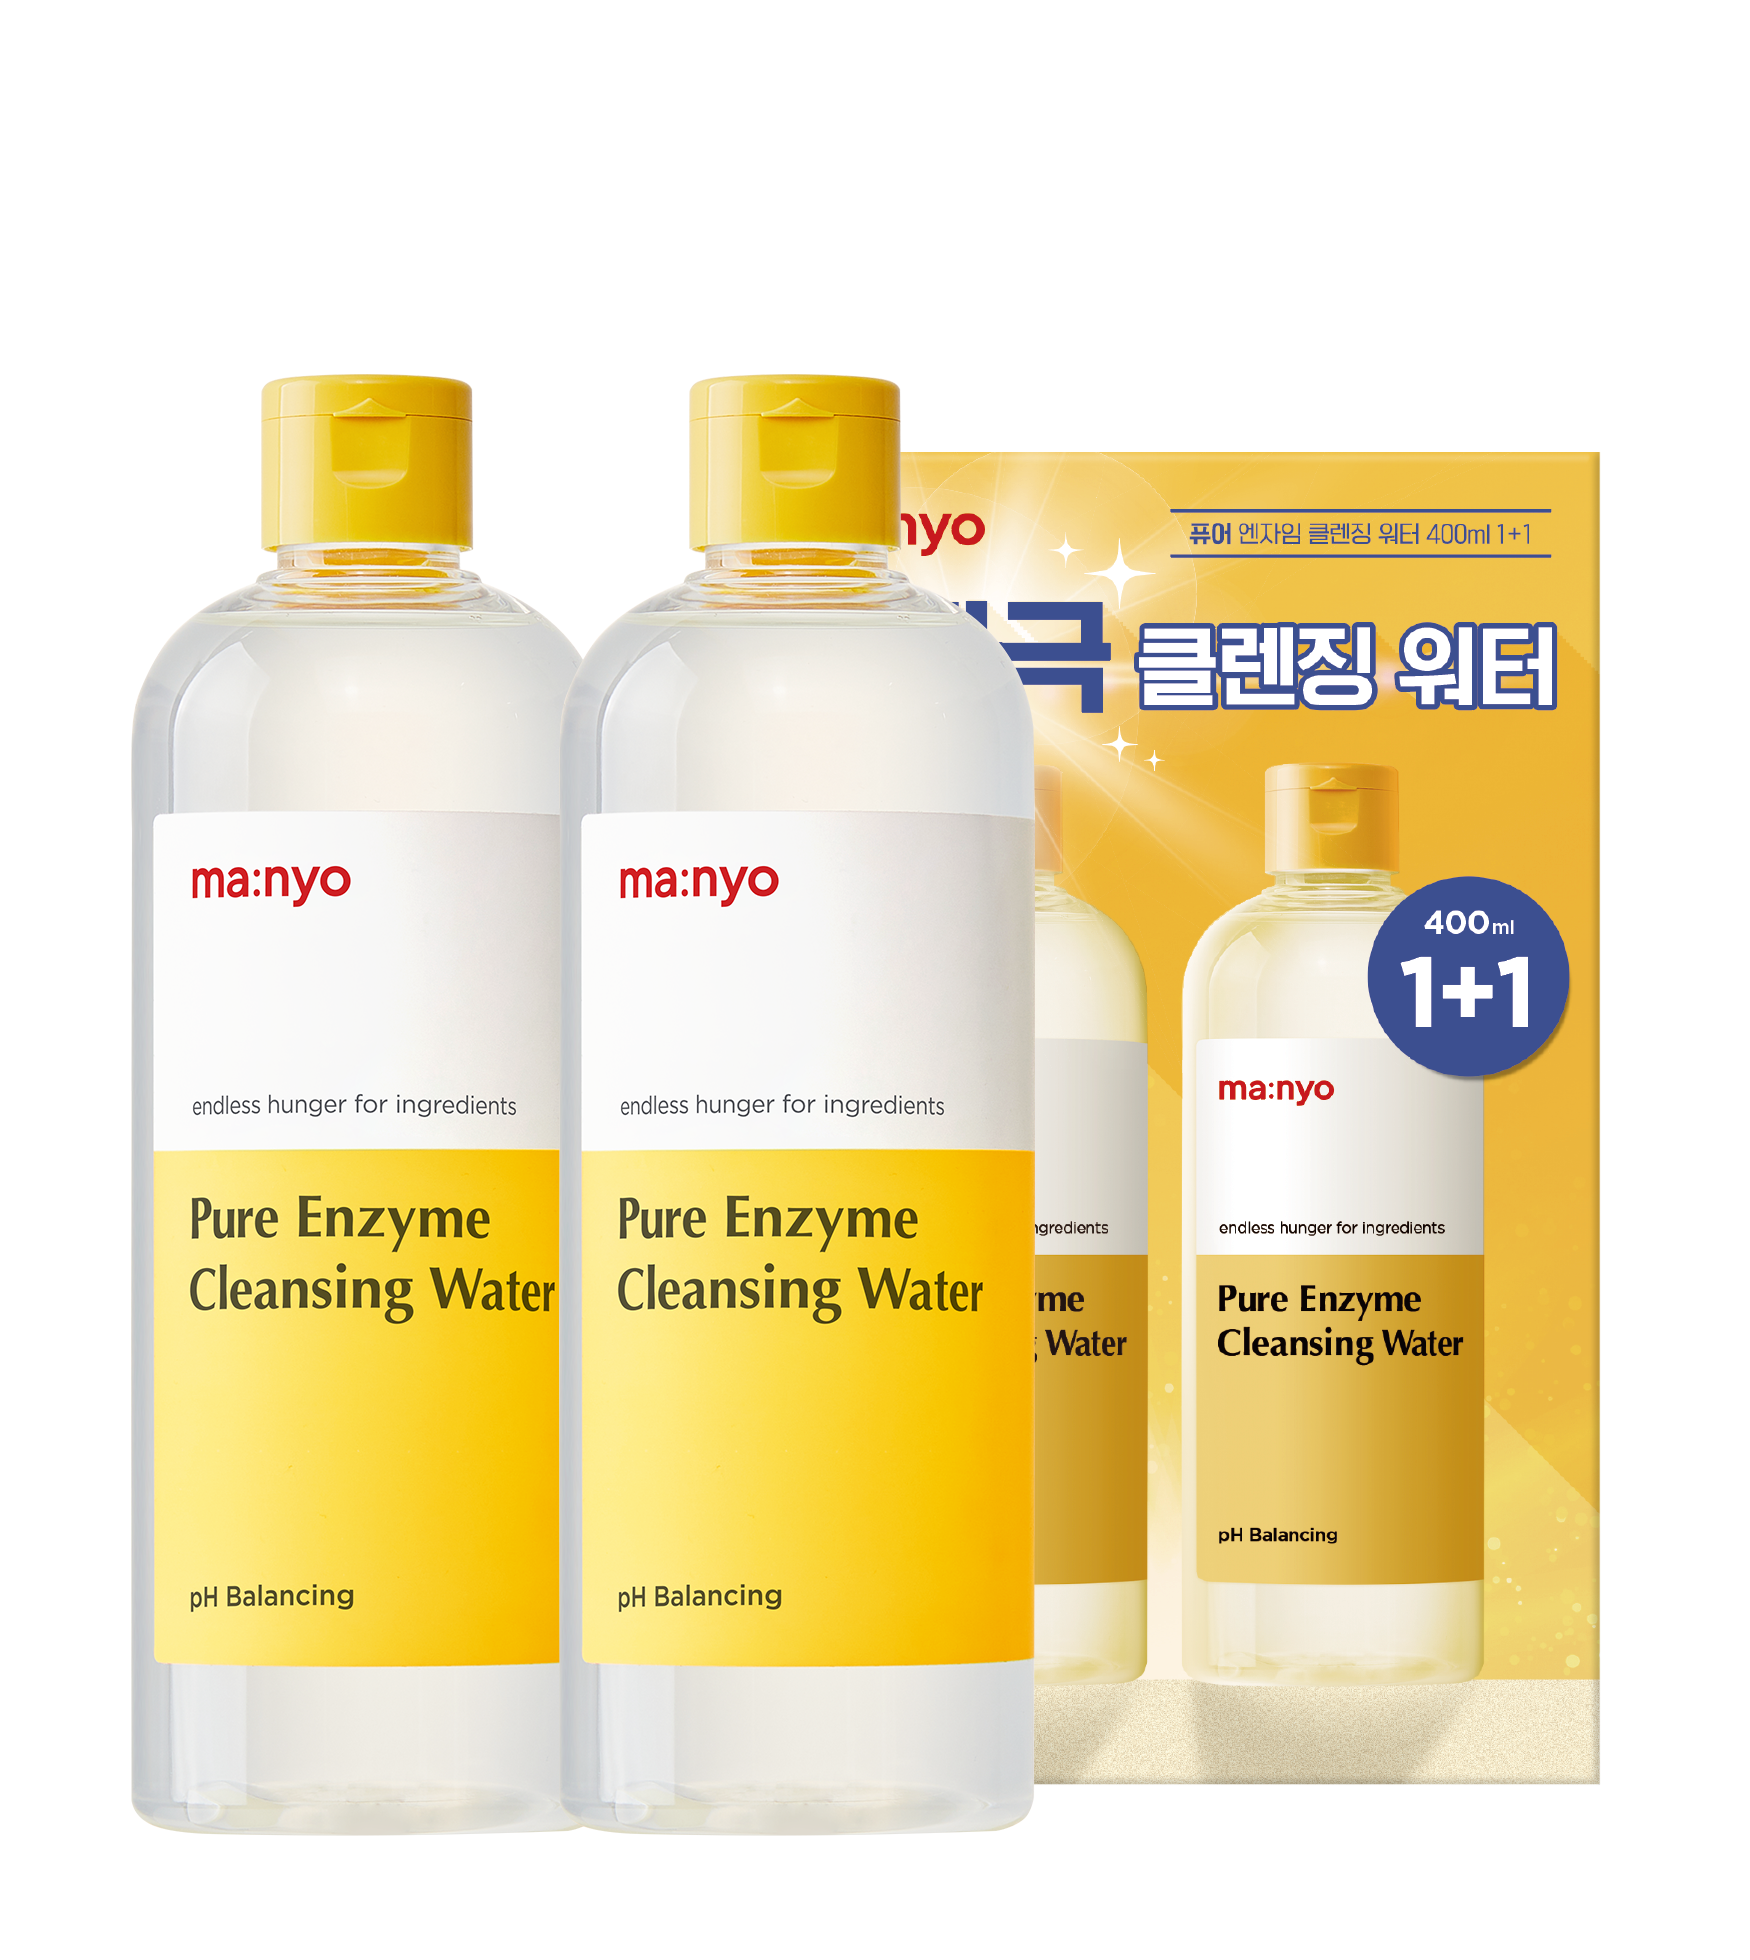 ma:nyo
endless hunger for ingredients
Pure Enzyme
Cleansing Water
pH Balancing
ma:nyo
endless hunger for ingredients
Pure Enzyme
Cleansing Water
pH Balancing
nyo
퓨어 엔자임 클렌징 워터 400ml 1+1
극 클렌징 워터
400ml
1+1
ma:nyo
endless hunger for ingredients
Pure Enzyme
Cleansing Water
pH Balancing
ngredients
me
Water